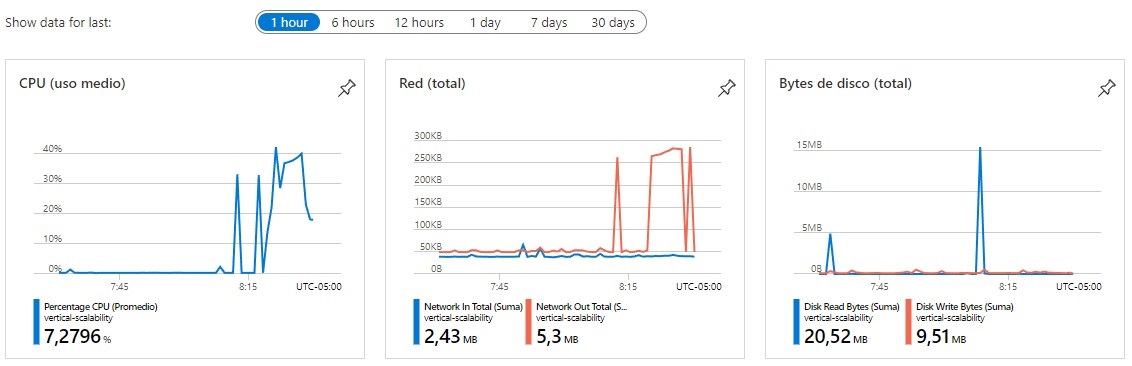 Show data for last: 1 hour 6 hours 12 hours 1 day 7 days 30 days
CPU (uso medio)
40%
30%
20%
10%
0%
7:45 8:15 UTC-05:00
Percentage CPU (Promedio)
vertical-scalability
7,2796 %
Red (total)
300KB
250KB
200KB
150KB
100KB
50KB
0B
7:45 8:15 UTC-05:00
Network In Total (Suma) Network Out Total (S...
vertical-scalability vertical-scalability
2,43 MB 5,3 MB
Bytes de disco (total)
15MB
10MB
5MB
0B
7:45 8:15 UTC-05:00
Disk Read Bytes (Suma) Disk Write Bytes (Suma)
vertical-scalability vertical-scalability
20,52 MB 9,51 MB